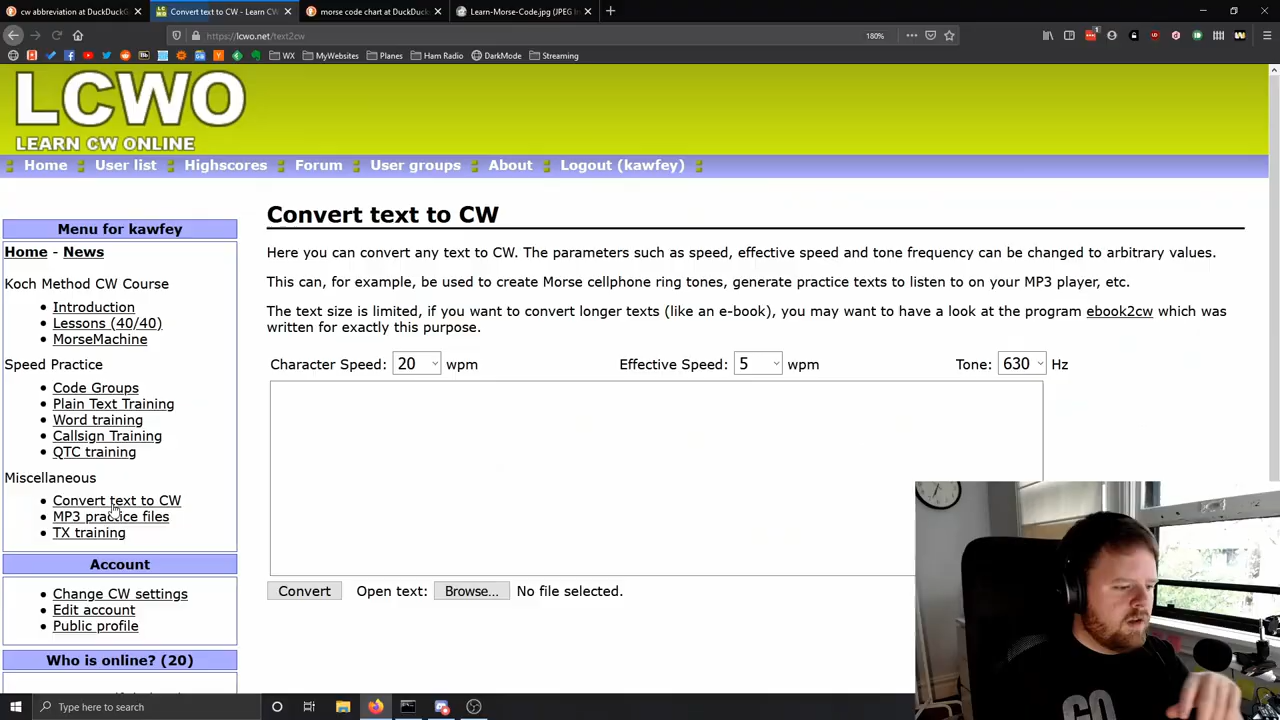 cw abbreviation at DuckDuckG
Convert text to CW - Learn CW
morse code chart at DuckDuck
Learn-Morse-Code.jpg (JPEG Im
https://lcwo.net/text2cw
180%
WX
MyWebsites
Planes
Ham Radio
DarkMode
Streaming
LCWO
LEARN CW ONLINE
Home User list Highscores Forum User groups About Logout (kawfey)
Menu for kawfey
Home - News
Koch Method CW Course
Introduction
Lessons (40/40)
MorseMachine
Speed Practice
Code Groups
Plain Text Training
Word training
Callsign Training
QTC training
Miscellaneous
Convert text to CW
MP3 practice files
TX training
Account
Change CW settings
Edit account
Public profile
Who is online? (20)
Convert text to CW
Here you can convert any text to CW. The parameters such as speed, effective speed and tone frequency can be changed to arbitrary values.
This can, for example, be used to create Morse cellphone ring tones, generate practice texts to listen to on your MP3 player, etc.
The text size is limited, if you want to convert longer texts (like an e-book), you may want to have a look at the program ebook2cw which was
written for exactly this purpose.
Character Speed: 20 wpm Effective Speed: 5 wpm Tone: 630 Hz
Convert Open text: Browse... No file selected.
GO
Type here to search